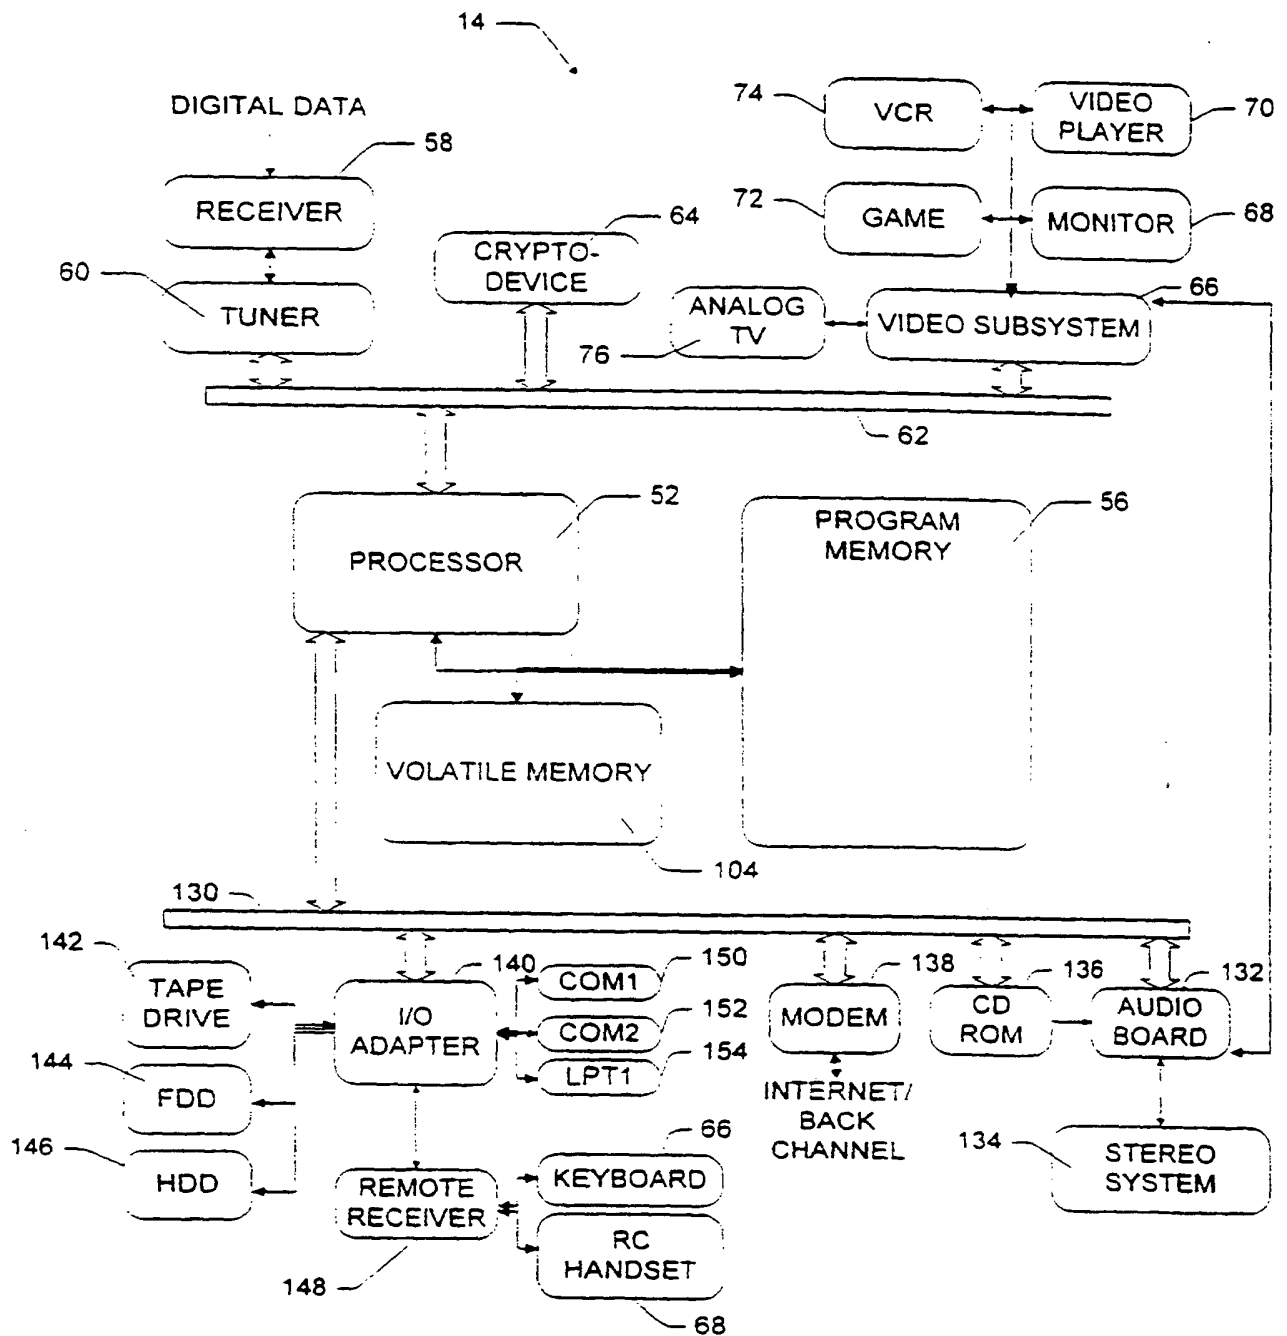 14
DIGITAL DATA
58
RECEIVER
60
TUNER
64
CRYPTO-
DEVICE
74
VCR
VIDEO
PLAYER
70
72
GAME
MONITOR
68
ANALOG
TV
76
66
VIDEO SUBSYSTEM
62
52
PROCESSOR
56
PROGRAM
MEMORY
VOLATILE MEMORY
104
130
142
TAPE
DRIVE
144
FDD
146
HDD
140
I/O
ADAPTER
COM1
150
COM2
152
LPT1
154
138
MODEM
INTERNET/
BACK
CHANNEL
136
CD
ROM
132
AUDIO
BOARD
134
STEREO
SYSTEM
REMOTE
RECEIVER
148
66
KEYBOARD
RC
HANDSET
68